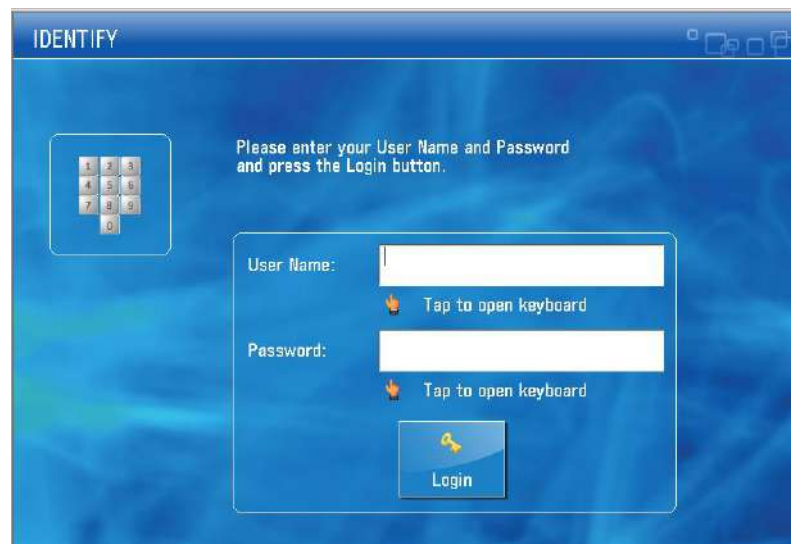 IDENTIFY
Please enter your User Name and Password
and press the Login button.
1 2 3
4 5 6
7 8 9
0
User Name:
Tap to open keyboard
Password:
Tap to open keyboard
Login